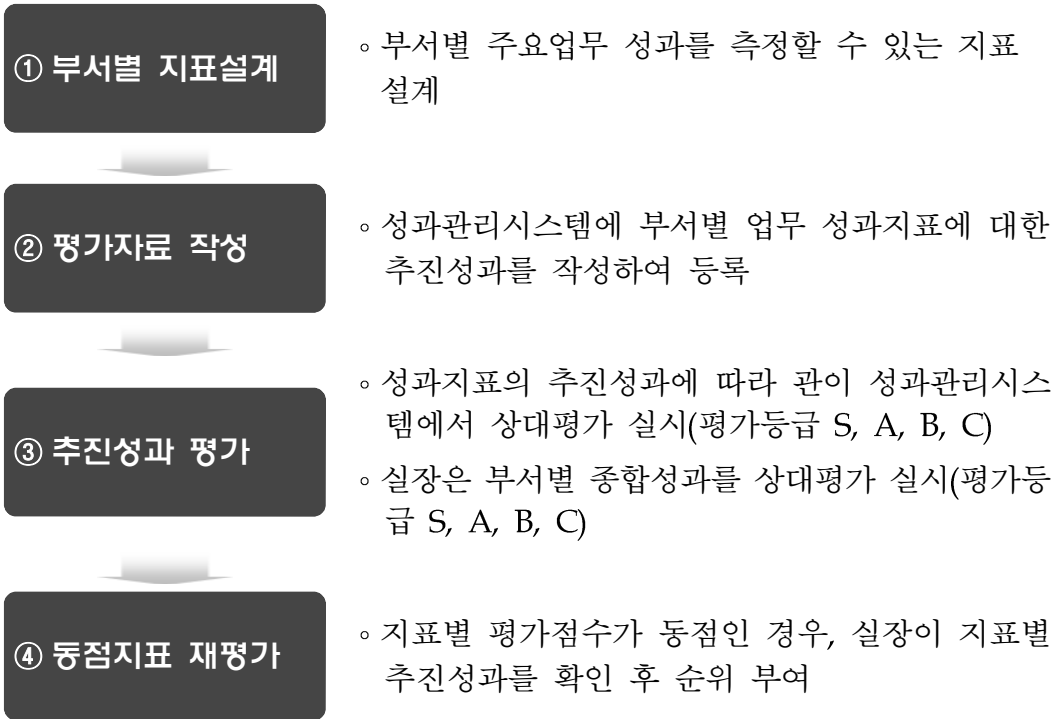 ① 부서별 지표설계
◦ 부서별 주요업무 성과를 측정할 수 있는 지표
설계
② 평가자료 작성
◦ 성과관리시스템에 부서별 업무 성과지표에 대한
추진성과를 작성하여 등록
③ 추진성과 평가
◦ 성과지표의 추진성과에 따라 관이 성과관리시스
템에서 상대평가 실시(평가등급 S, A, B, C)
◦ 실장은 부서별 종합성과를 상대평가 실시(평가등
급 S, A, B, C)
④ 동점지표 재평가
◦ 지표별 평가점수가 동점인 경우, 실장이 지표별
추진성과를 확인 후 순위 부여